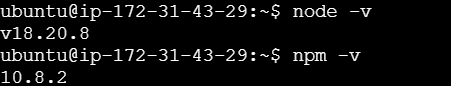 ubuntu@ip-172-31-43-29:~$ node -v
v18.20.8
ubuntu@ip-172-31-43-29:~$ npm -v
10.8.2